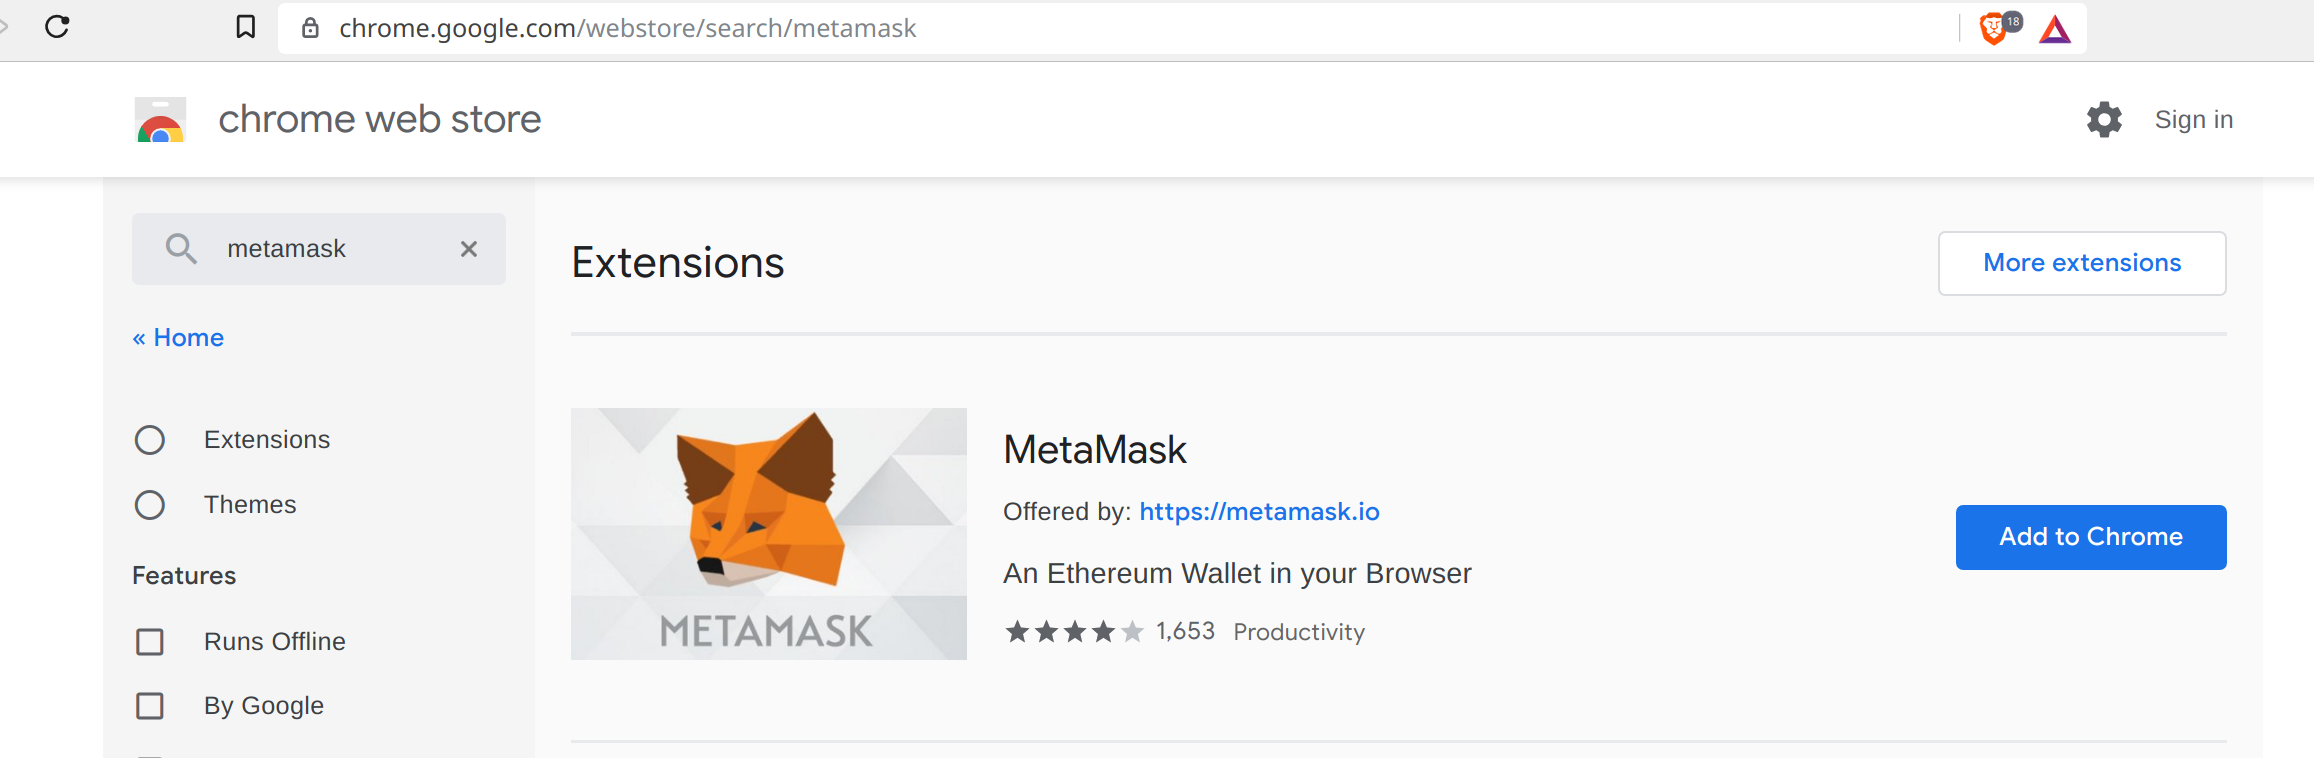 chrome.google.com/webstore/search/metamask
18
chrome web store
Sign in
metamask
« Home
Extensions
Themes
Features
Runs Offline
By Google
Extensions
More extensions
METAMASK
MetaMask
Offered by: https://metamask.io
An Ethereum Wallet in your Browser
1,653 Productivity
Add to Chrome